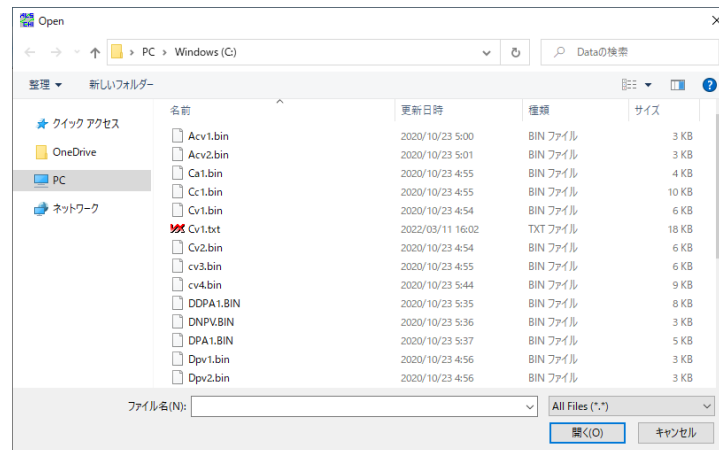 Open
PC > Windows (C:)
Dataの検索
整理 新しいフォルダー
名前 更新日時 種類 サイズ
クイック アクセス
OneDrive
PC
ネットワーク
Acv1.bin 2020/10/23 5:00 BIN ファイル 3 KB
Acv2.bin 2020/10/23 5:01 BIN ファイル 3 KB
Ca1.bin 2020/10/23 4:55 BIN ファイル 4 KB
Cc1.bin 2020/10/23 4:55 BIN ファイル 10 KB
Cv1.bin 2020/10/23 4:54 BIN ファイル 6 KB
Cv1.txt 2022/03/11 16:02 TXT ファイル 18 KB
Cv2.bin 2020/10/23 4:54 BIN ファイル 6 KB
cv3.bin 2020/10/23 4:55 BIN ファイル 6 KB
cv4.bin 2020/10/23 5:44 BIN ファイル 9 KB
DDPA1.BIN 2020/10/23 5:35 BIN ファイル 8 KB
DNPV.BIN 2020/10/23 5:36 BIN ファイル 3 KB
DPA1.BIN 2020/10/23 5:37 BIN ファイル 5 KB
Dpv1.bin 2020/10/23 4:56 BIN ファイル 3 KB
Dpv2.bin 2020/10/23 4:56 BIN ファイル 3 KB
ファイル名(N): All Files (*.*)
開く(O) キャンセル